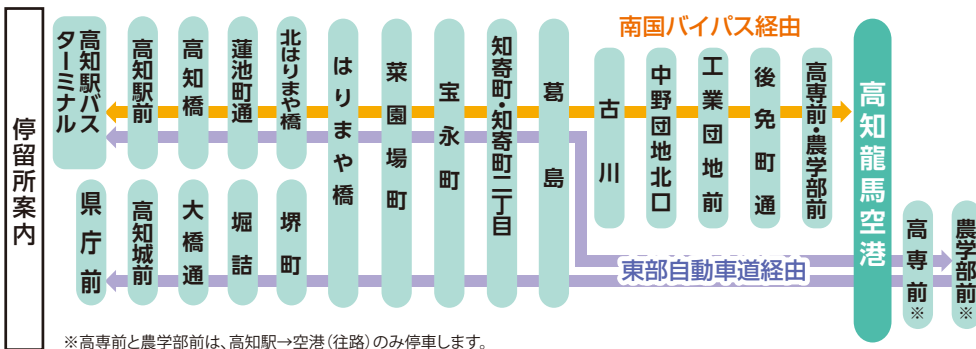 停留所案内
南国バイパス経由
高知駅バス
ターミナル
高知駅前
高知橋
蓮池町通
北はりまや橋
はりまや橋
菜園場町
宝永町
知寄町・知寄町二丁目
葛島
古川
中野団地北口
工業団地前
後免町通
高専前・農学部前
高知龍馬空港
県庁前
高知城前
大橋通
堀詰
堺町
東部自動車道経由
高専前※
農学部前※
※高専前と農学部前は、高知駅→空港(往路)のみ停車します。